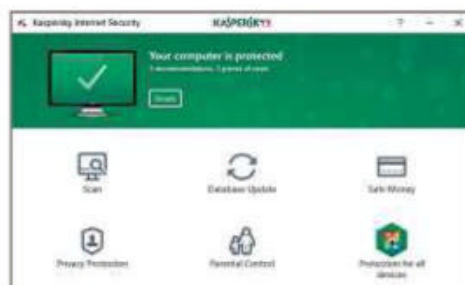 Kaspersky Internet Security
KASPERSKY
?
Your computer is protected
Details
Scan
Database Update
Safe Money
Privacy Protection
Parental Control
Protection for all
devices